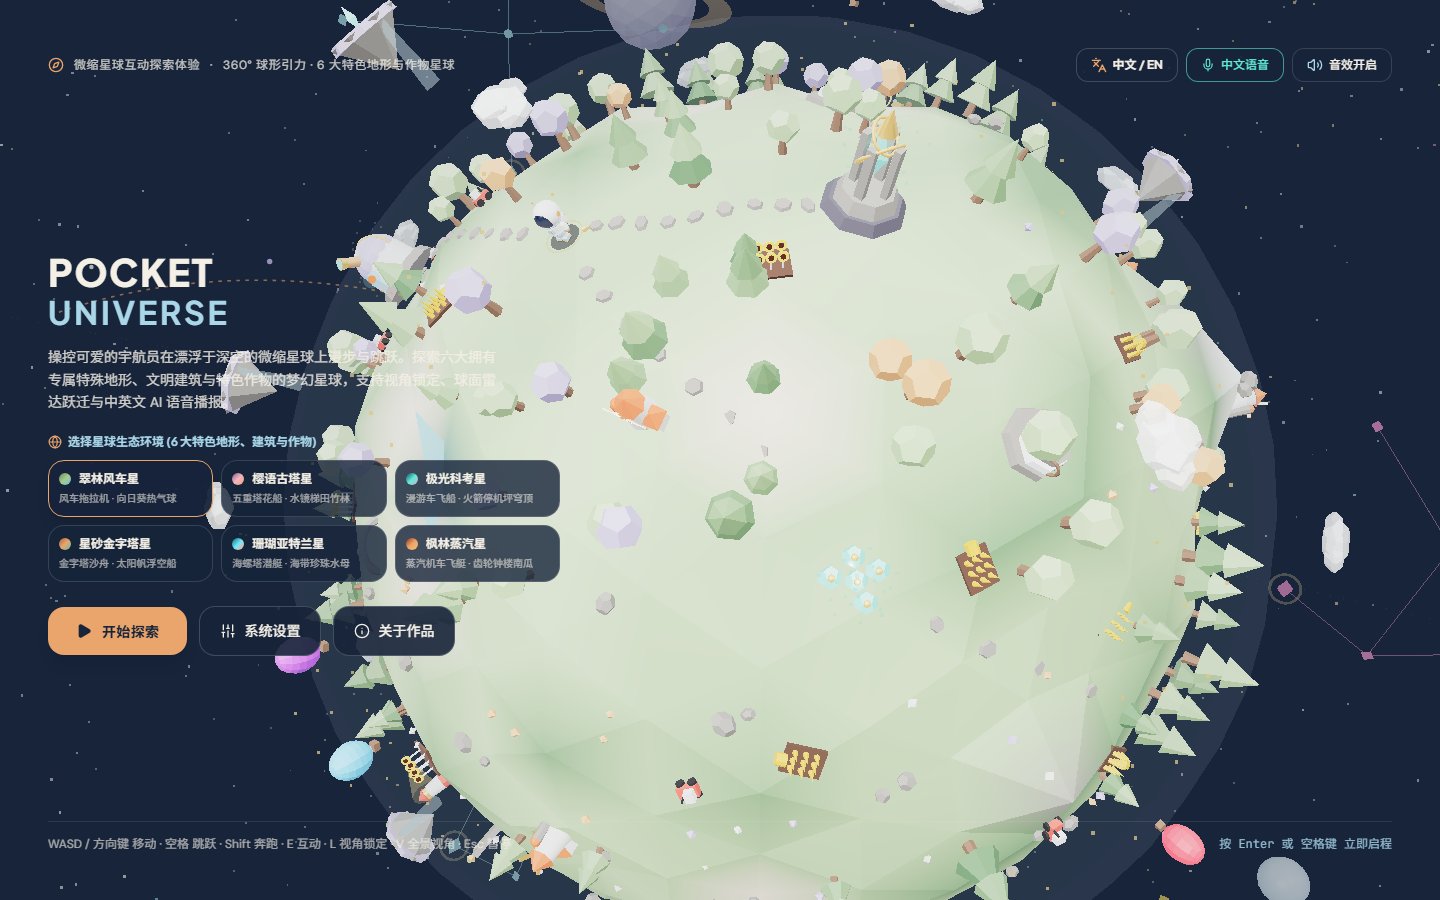 微缩星球互动探索体验 · 360° 球形引力 · 6 大特色地形与作物星球
中文 / EN
中文语音
音效开启
POCKET
UNIVERSE
操控可爱的宇航员在漂浮于深空的微缩星球上漫步与跳跃。探索六大拥有
专属特殊地形、文明建筑与特色作物的梦幻星球，支持视角锁定、球面雷
达跃迁与中英文 AI 语音播报。
选择星球生态环境 (6 大特色地形、建筑与作物)
翠林风车星
风车拖拉机 · 向日葵热气球
樱语古塔星
五重塔花船 · 水镜梯田竹林
极光科考星
漫游车飞船 · 火箭停机坪穹顶
星砂金字塔星
金字塔沙舟 · 太阳帆浮空船
珊瑚亚特兰星
海螺塔潜艇 · 海带珍珠水母
枫林蒸汽星
蒸汽机车飞艇 · 齿轮钟楼南瓜
开始探索
系统设置
关于作品
WASD / 方向键 移动 · 空格 跳跃 · Shift 奔跑 · E 互动 · L 视角锁定 · V 全景视角 · Esc 暂停
按 Enter 或 空格键 立即启程